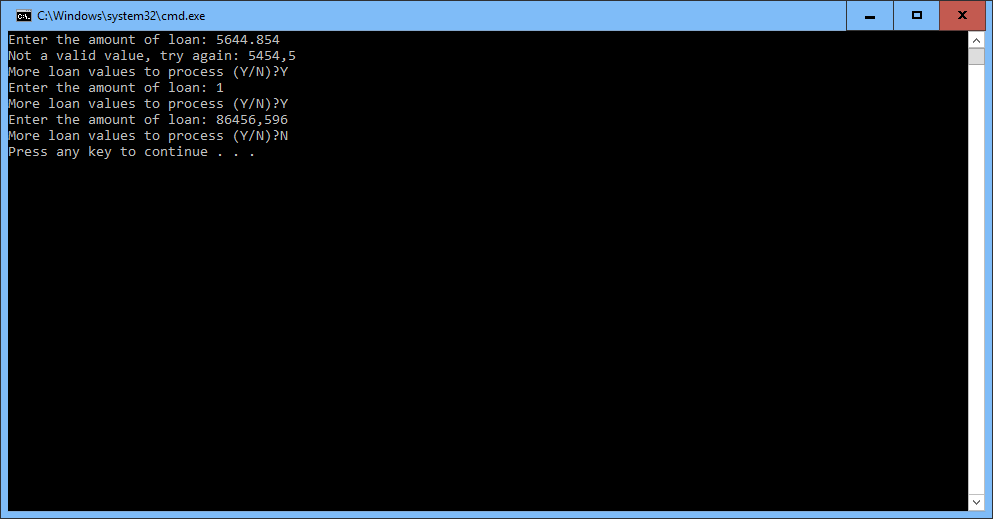 C:\Windows\system32\cmd.exe
Enter the amount of loan: 5644.854
Not a valid value, try again: 5454,5
More loan values to process (Y/N)?Y
Enter the amount of loan: 1
More loan values to process (Y/N)?Y
Enter the amount of loan: 86456,596
More loan values to process (Y/N)?N
Press any key to continue . . .